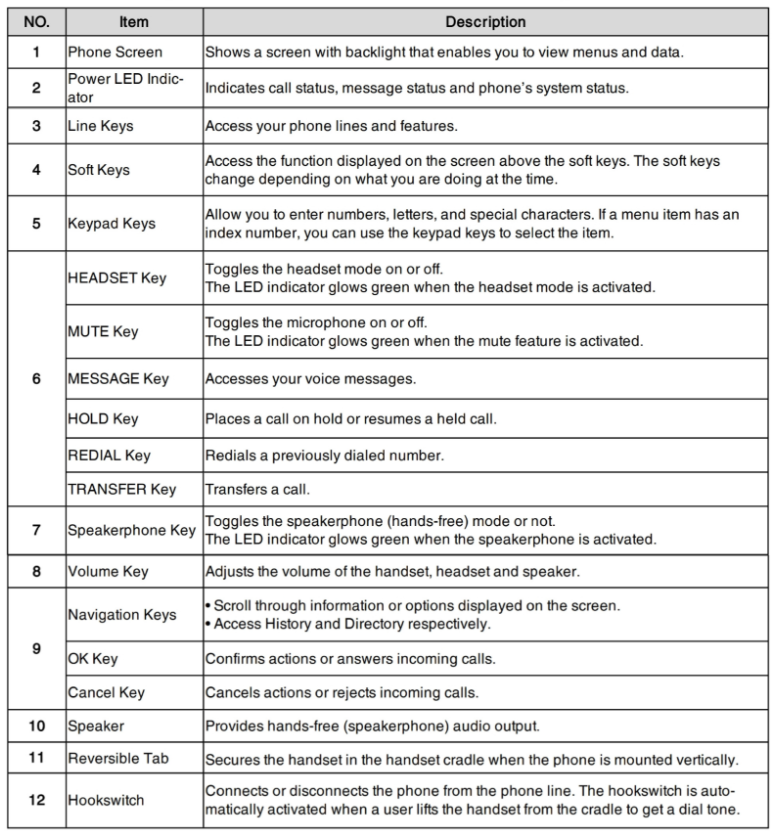 NO. Item Description
1 Phone Screen Shows a screen with backlight that enables you to view menus and data.
2 Power LED Indic-
ator Indicates call status, message status and phone's system status.
3 Line Keys Access your phone lines and features.
4 Soft Keys Access the function displayed on the screen above the soft keys. The soft keys
change depending on what you are doing at the time.
5 Keypad Keys Allow you to enter numbers, letters, and special characters. If a menu item has an
index number, you can use the keypad keys to select the item.
6 HEADSET Key Toggles the headset mode on or off.
The LED indicator glows green when the headset mode is activated.
MUTE Key Toggles the microphone on or off.
The LED indicator glows green when the mute feature is activated.
MESSAGE Key Accesses your voice messages.
HOLD Key Places a call on hold or resumes a held call.
REDIAL Key Redials a previously dialed number.
TRANSFER Key Transfers a call.
7 Speakerphone Key Toggles the speakerphone (hands-free) mode or not.
The LED indicator glows green when the speakerphone is activated.
8 Volume Key Adjusts the volume of the handset, headset and speaker.
9 Navigation Keys • Scroll through information or options displayed on the screen.
• Access History and Directory respectively.
OK Key Confirms actions or answers incoming calls.
Cancel Key Cancels actions or rejects incoming calls.
10 Speaker Provides hands-free (speakerphone) audio output.
11 Reversible Tab Secures the handset in the handset cradle when the phone is mounted vertically.
12 Hookswitch Connects or disconnects the phone from the phone line. The hookswitch is auto-
matically activated when a user lifts the handset from the cradle to get a dial tone.